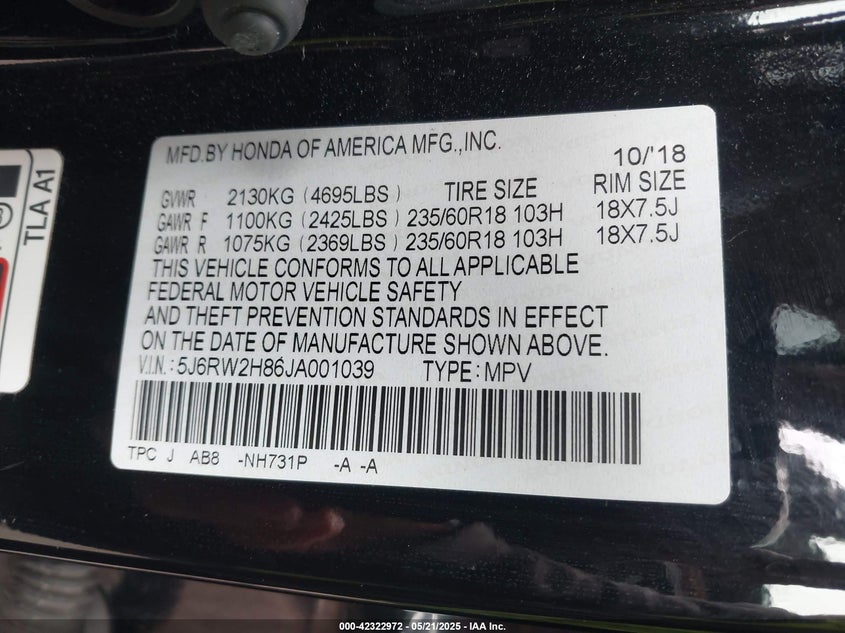 MFD.BY HONDA OF AMERICA MFG.,INC.
10/'18
GVWR 2130KG (4695LBS) TIRE SIZE RIM SIZE
GAWR F 1100KG (2425LBS) 235/60R18 103H 18X7.5J
GAWR R 1075KG (2369LBS) 235/60R18 103H 18X7.5J
THIS VEHICLE CONFORMS TO ALL APPLICABLE
FEDERAL MOTOR VEHICLE SAFETY
AND THEFT PREVENTION STANDARDS IN EFFECT
ON THE DATE OF MANUFACTURE SHOWN ABOVE.
V.I.N.: 5J6RW2H86JA001039 TYPE: MPV
TPC J AB8 -NH731P -A -A
TLA A1
000-42322972 - 05/21/2025 - IAA Inc.